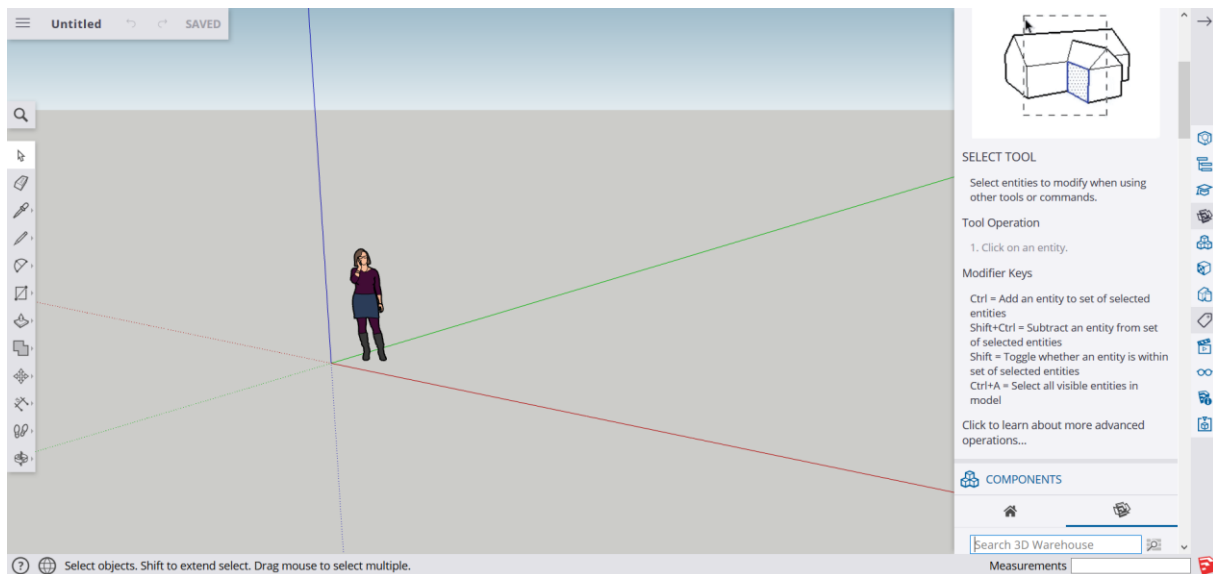 Untitled SAVED
SELECT TOOL
Select entities to modify when using
other tools or commands.
Tool Operation
1. Click on an entity.
Modifier Keys
Ctrl = Add an entity to set of selected
entities
Shift+Ctrl = Subtract an entity from set
of selected entities
Shift = Toggle whether an entity is within
set of selected entities
Ctrl+A = Select all visible entities in
model
Click to learn about more advanced
operations...
COMPONENTS
Search 3D Warehouse
Select objects. Shift to extend select. Drag mouse to select multiple.
Measurements